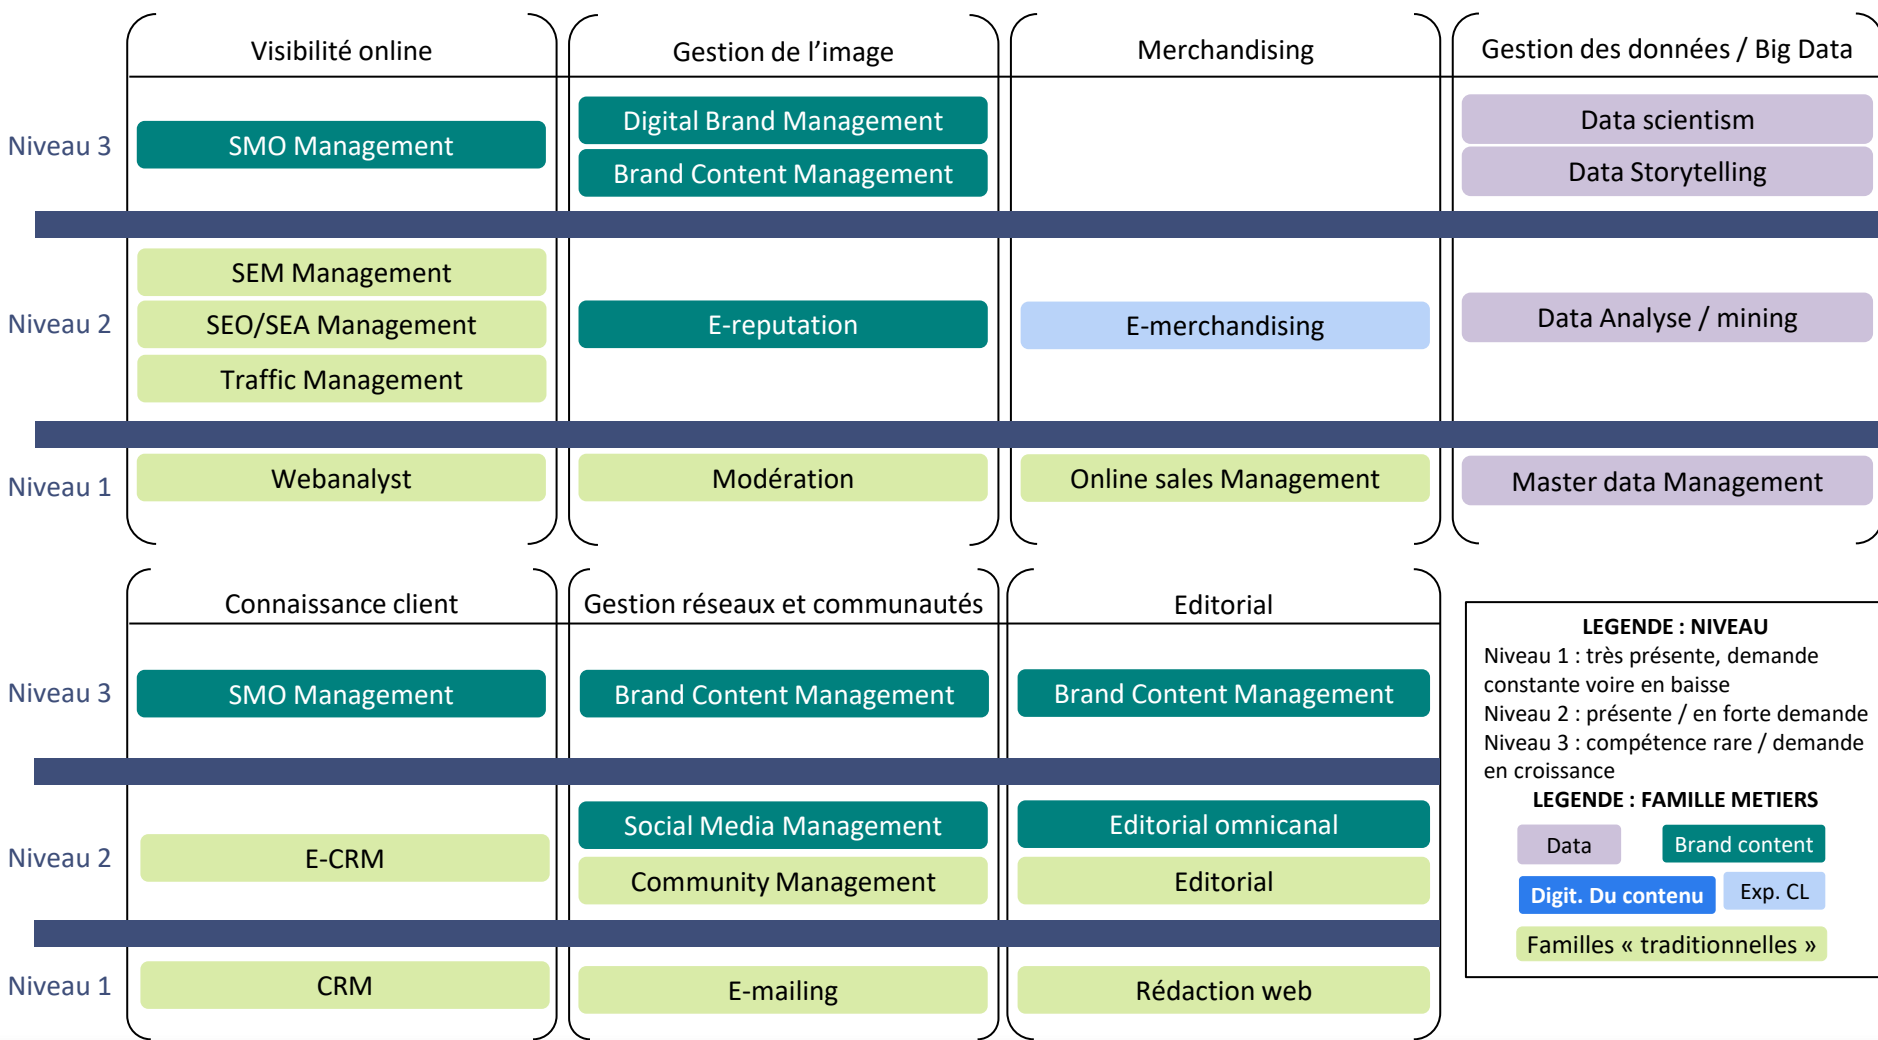 Visibilité online
Gestion de l’image
Merchandising
Gestion des données / Big Data
Niveau 3
SMO Management
Digital Brand Management
Brand Content Management
Data scientism
Data Storytelling
Niveau 2
SEM Management
SEO/SEA Management
Traffic Management
E-reputation
E-merchandising
Data Analyse / mining
Niveau 1
Webanalyst
Modération
Online sales Management
Master data Management
Connaissance client
Gestion réseaux et communautés
Editorial
Niveau 3
SMO Management
Brand Content Management
Brand Content Management
Niveau 2
E-CRM
Social Media Management
Community Management
Editorial omnicanal
Editorial
Niveau 1
CRM
E-mailing
Rédaction web
LEGENDE : NIVEAU
Niveau 1 : très présente, demande
constante voire en baisse
Niveau 2 : présente / en forte demande
Niveau 3 : compétence rare / demande
en croissance
LEGENDE : FAMILLE METIERS
Data
Brand content
Digit. Du contenu
Exp. CL
Familles « traditionnelles »